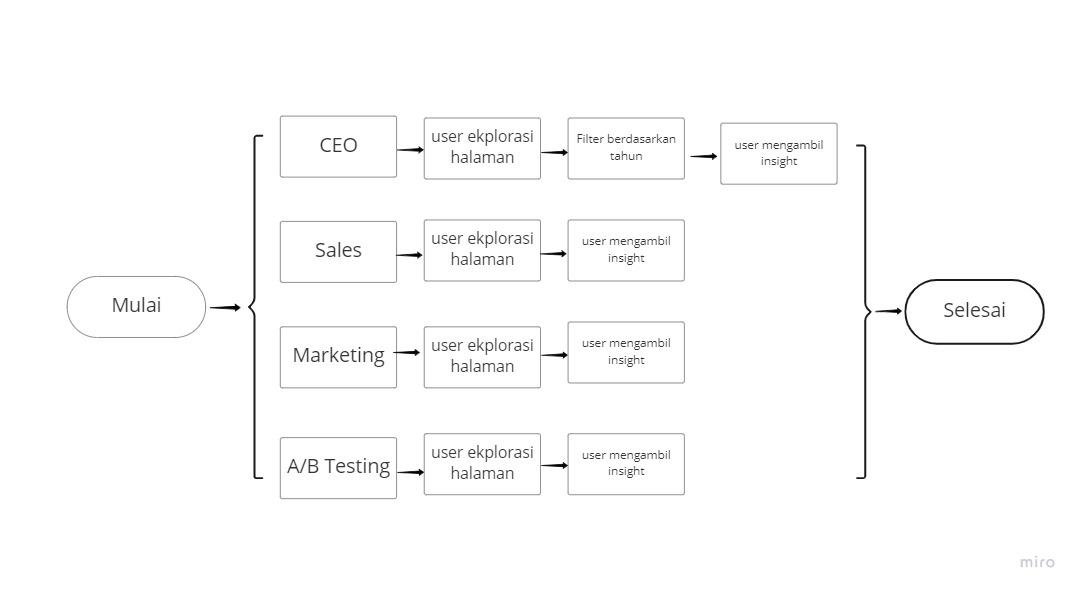 Mulai
CEO
user ekplorasi
halaman
Filter berdasarkan
tahun
user mengambil
insight
Sales
user ekplorasi
halaman
user mengambil
insight
Marketing
user ekplorasi
halaman
user mengambil
insight
A/B Testing
user ekplorasi
halaman
user mengambil
insight
Selesai
miro